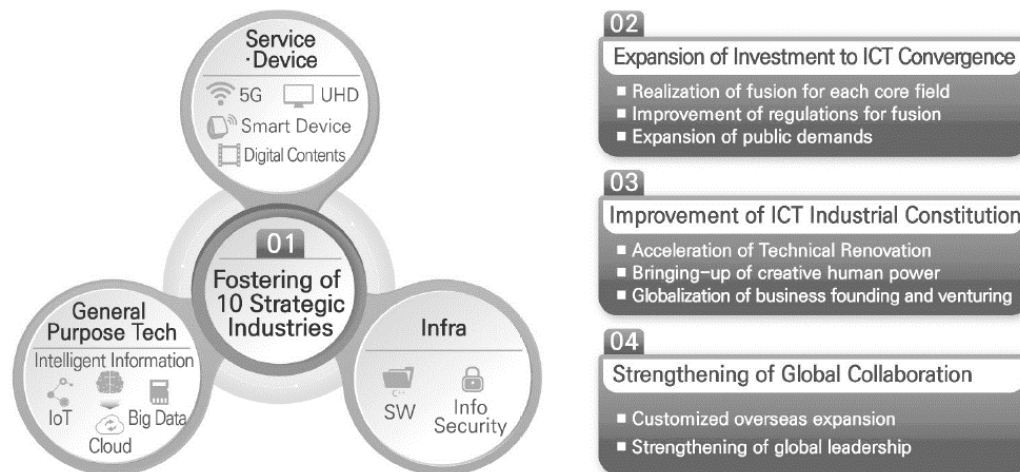 Service
·Device
5G UHD
Smart Device
Digital Contents
01
Fostering of
10 Strategic
Industries
General
Purpose Tech
Intelligent Information
IoT
Big Data
Cloud
Infra
C++
SW
Info
Security
02
Expansion of Investment to ICT Convergence
■ Realization of fusion for each core field
■ Improvement of regulations for fusion
■ Expansion of public demands
03
Improvement of ICT Industrial Constitution
■ Acceleration of Technical Renovation
■ Bringing-up of creative human power
■ Globalization of business founding and venturing
04
Strengthening of Global Collaboration
■ Customized overseas expansion
■ Strengthening of global leadership